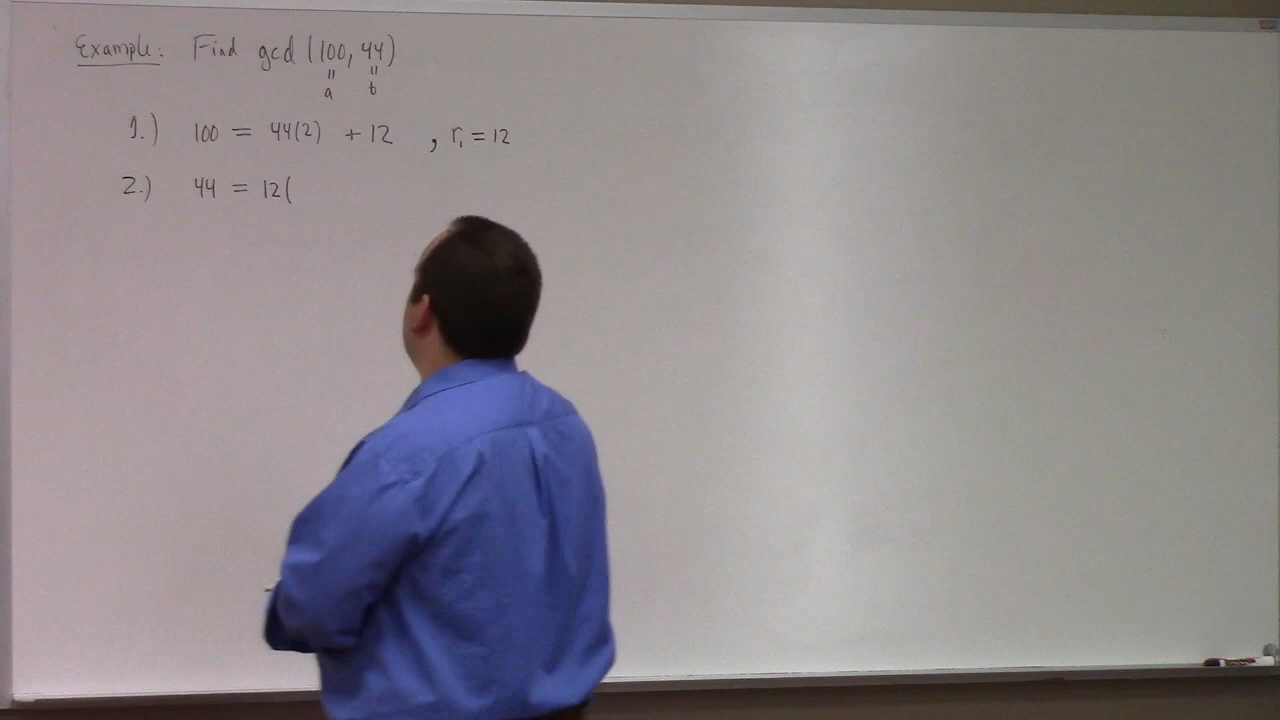 Example: Find gcd (100, 44)
" "
a b
1.) 100 = 44(2) + 12 , r₁ = 12
2.) 44 = 12(